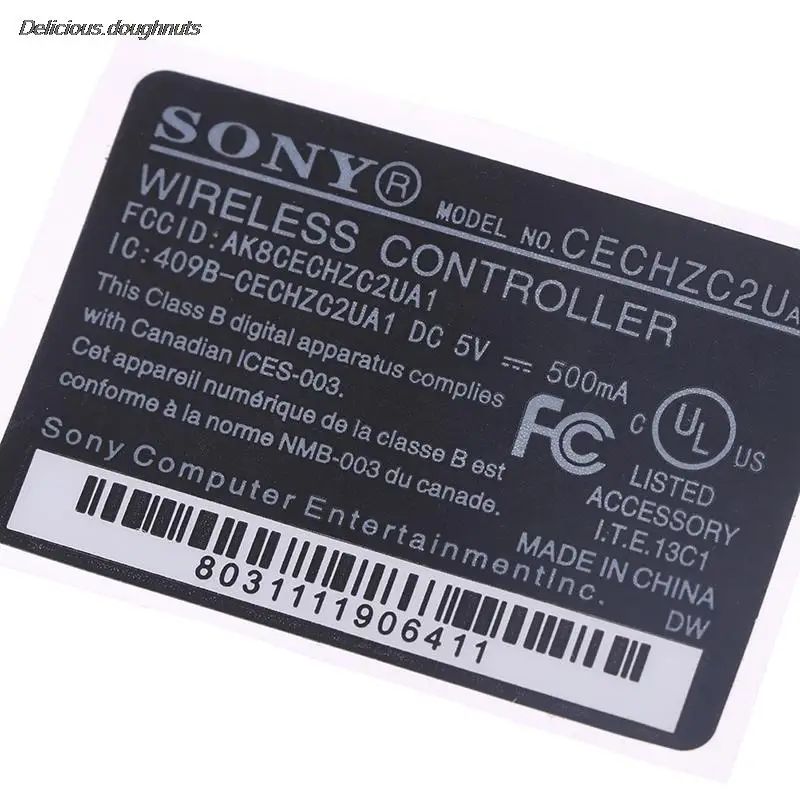 Delicious.doughnuts
SONY®
MODEL NO. CECHZC2UA
WIRELESS CONTROLLER
FCCID: AK8CECHZC2UA1
IC: 409B-CECHZC2UA1 DC 5V ⎓ 500mA
This Class B digital apparatus complies
with Canadian ICES-003.
Cet appareil numérique de la classe B est
conforme à la norme NMB-003 du canade.
FC
C UL US
LISTED
ACCESSORY
I.T.E.13C1
MADE IN CHINA
DW
Sony Computer EntertainmentInc.
8031111906411